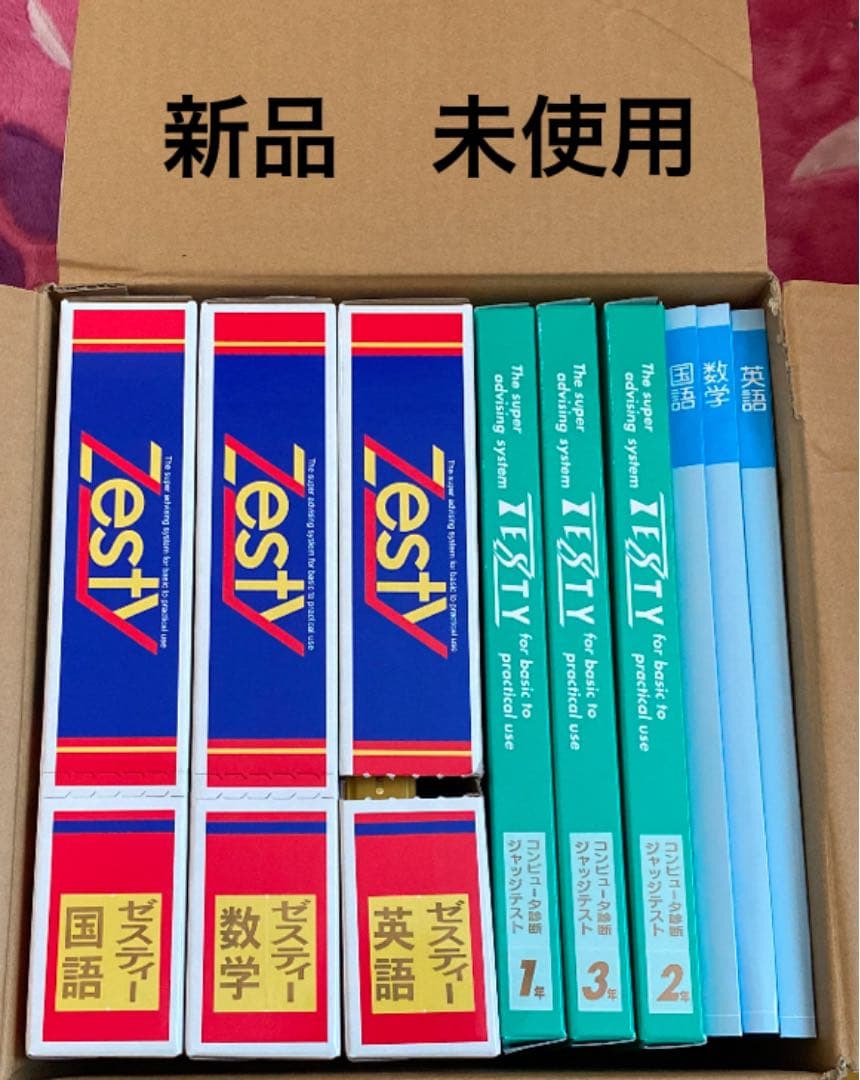 新品　未使用
Zesty
The super advising system for basic to practical use
ゼスティー
国語
Zesty
The super advising system for basic to practical use
ゼスティー
数学
Zesty
The super advising system for basic to practical use
ゼスティー
英語
The super
advising system
ZESTY
for basic to
practical use
コンピュータ診断
ジャッジテスト
1年
The super
advising system
ZESTY
for basic to
practical use
コンピュータ診断
ジャッジテスト
3年
The super
advising system
ZESTY
for basic to
practical use
コンピュータ診断
ジャッジテスト
2年
国語
数学
英語